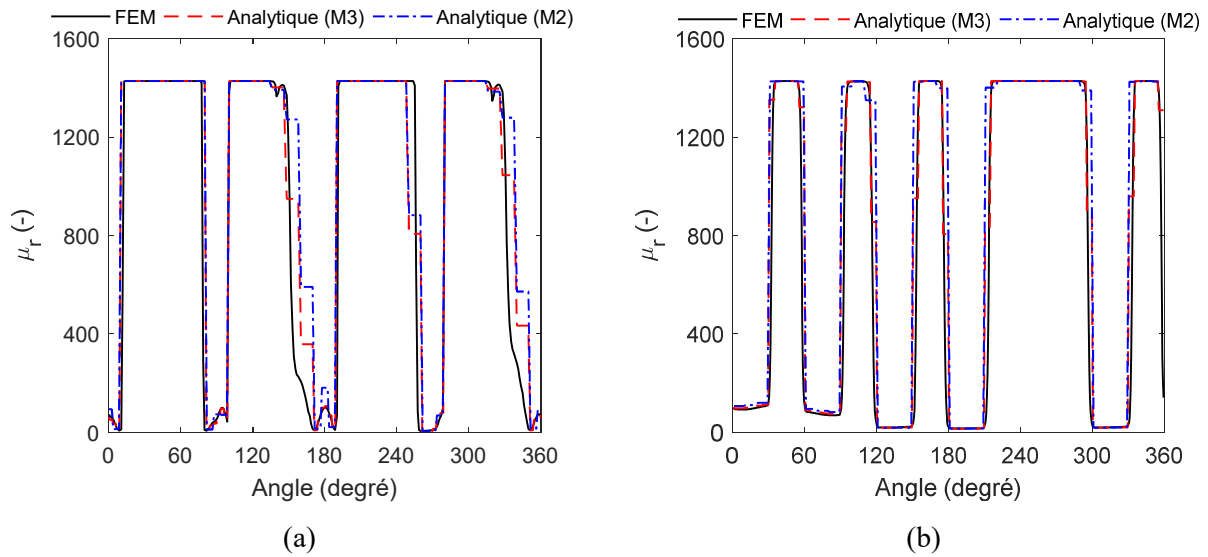 FEM Analytique (M3) Analytique (M2)
1600
1200
800
400
0
μr (-)
0 60 120 180 240 300 360
Angle (degré)
(a)
FEM Analytique (M3) Analytique (M2)
1600
1200
800
400
0
μr (-)
0 60 120 180 240 300 360
Angle (degré)
(b)